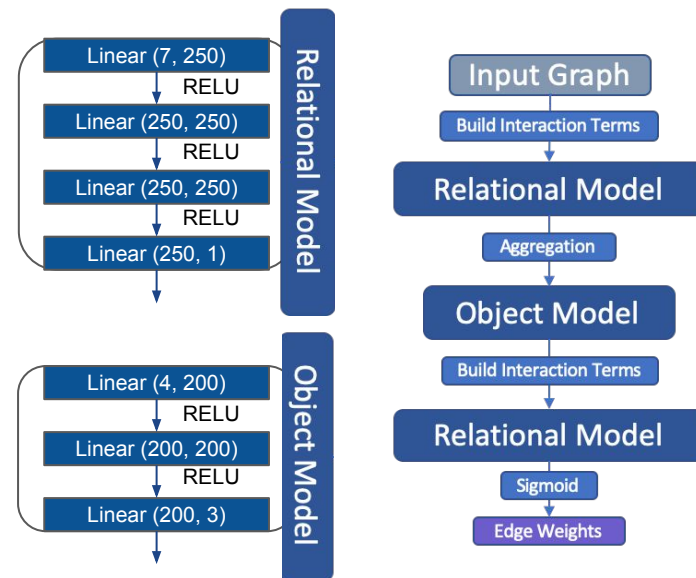 Linear (7, 250)
RELU
Linear (250, 250)
RELU
Linear (250, 250)
RELU
Linear (250, 1)
Relational Model
Linear (4, 200)
RELU
Linear (200, 200)
RELU
Linear (200, 3)
Object Model
Input Graph
Build Interaction Terms
Relational Model
Aggregation
Object Model
Build Interaction Terms
Relational Model
Sigmoid
Edge Weights